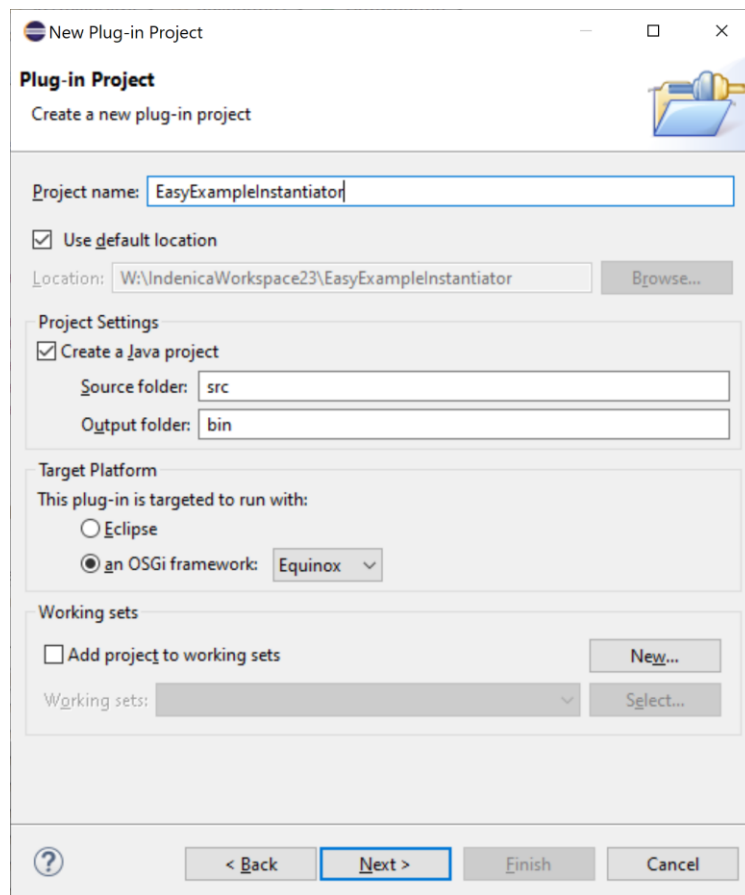 New Plug-in Project
Plug-in Project
Create a new plug-in project
Project name: EasyExampleInstantiator
Use default location
Location: W:\IndenicaWorkspace23\EasyExampleInstantiator Browse...
Project Settings
Create a Java project
Source folder: src
Output folder: bin
Target Platform
This plug-in is targeted to run with:
Eclipse
an OSGi framework: Equinox
Working sets
Add project to working sets New...
Working sets: Select...
? < Back Next > Finish Cancel